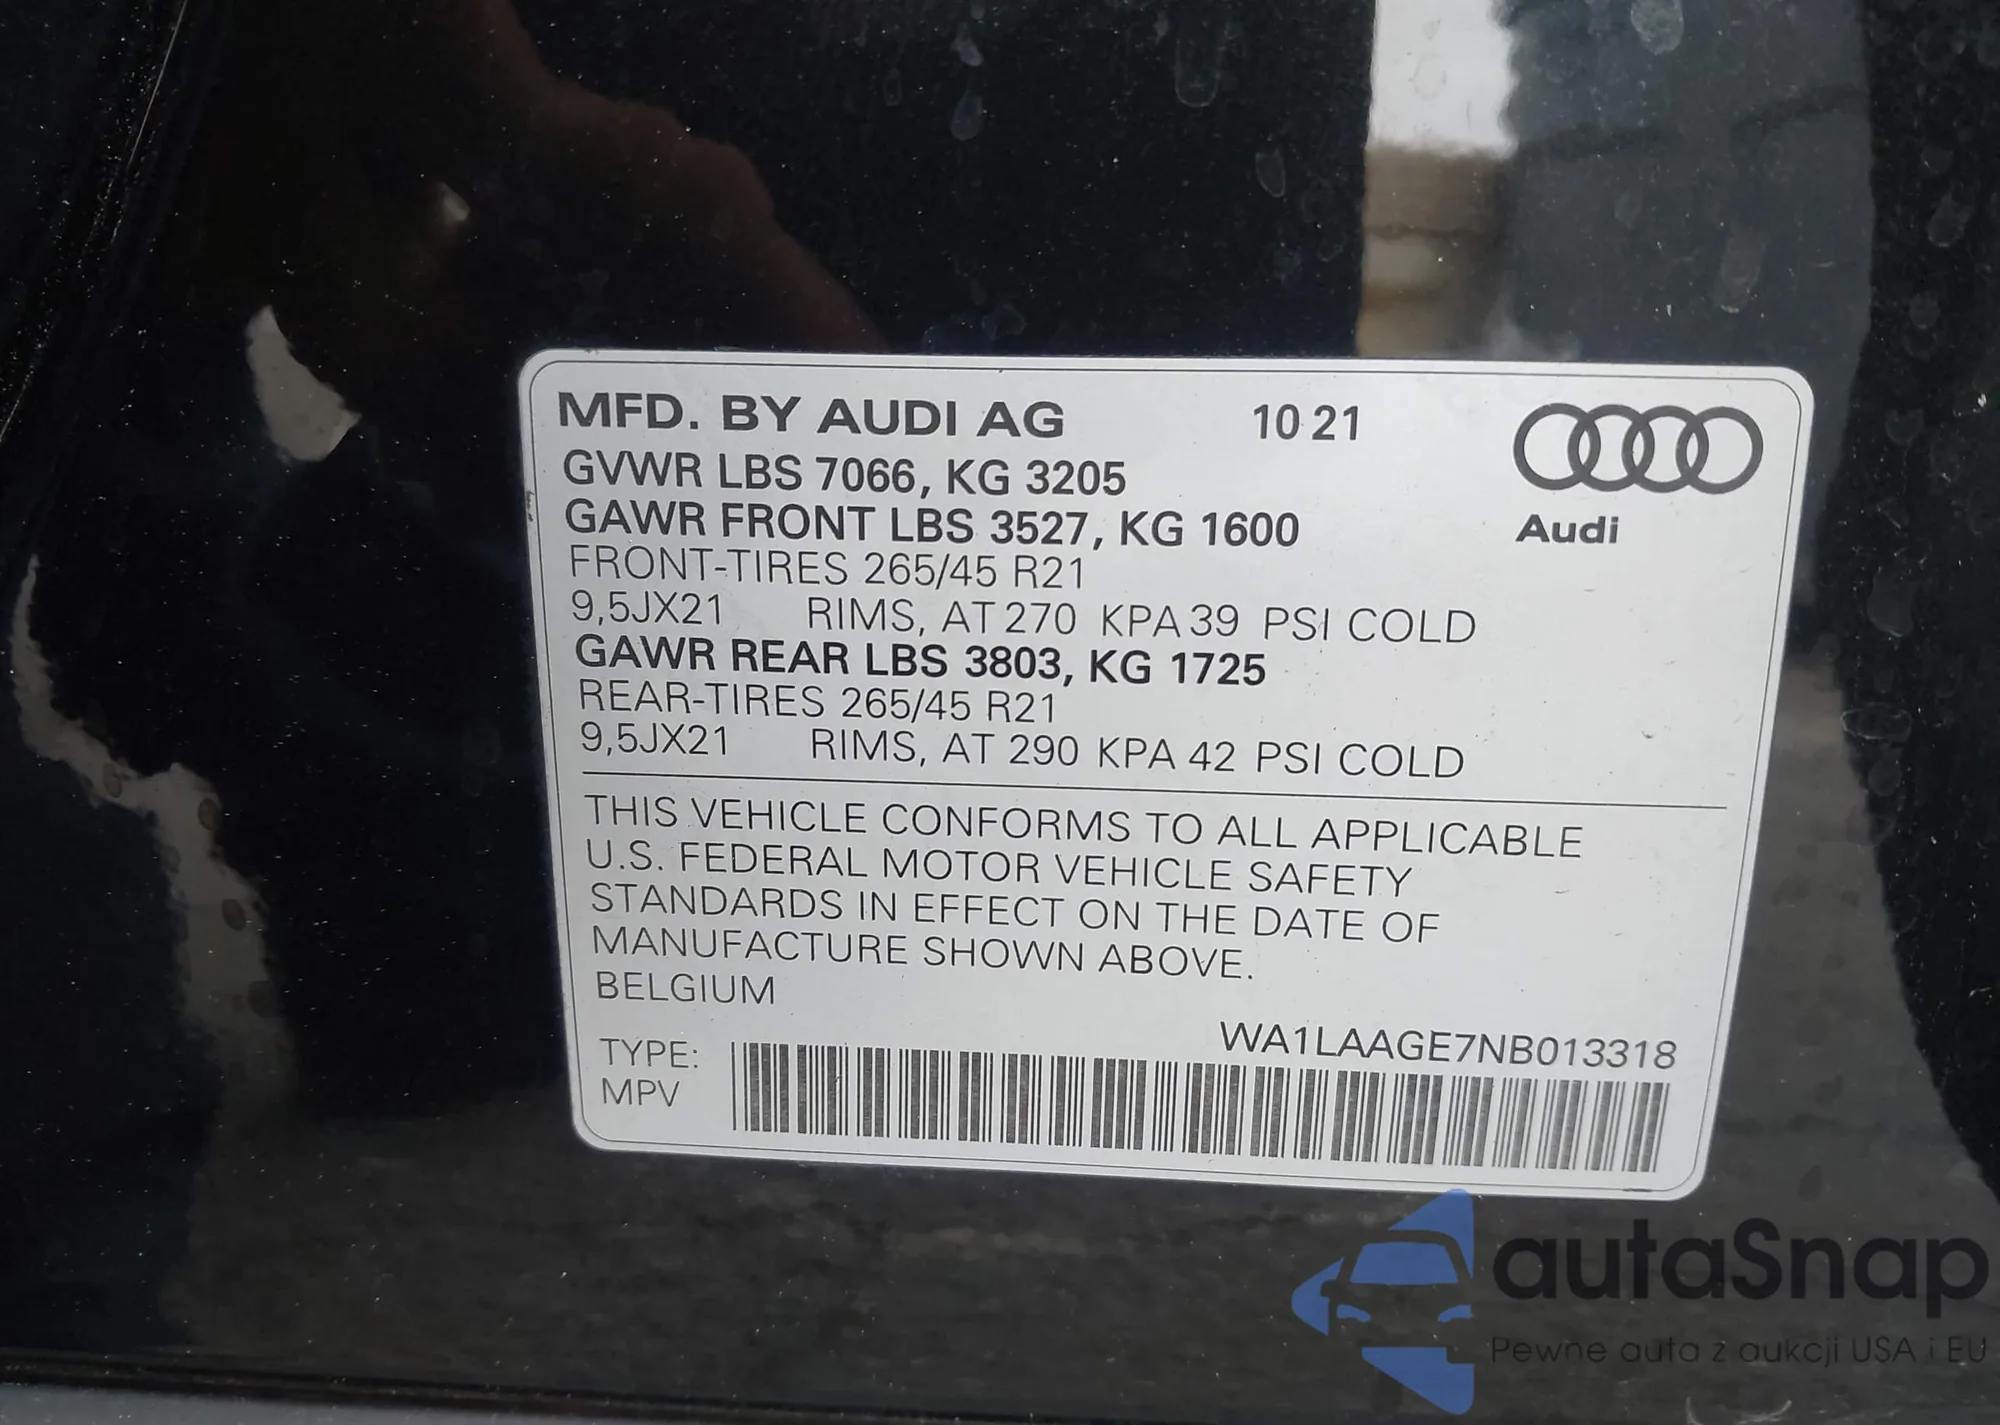 MFD. BY AUDI AG 10 21
GVWR LBS 7066, KG 3205
GAWR FRONT LBS 3527, KG 1600
Audi
FRONT-TIRES 265/45 R21
9,5JX21 RIMS, AT 270 KPA 39 PSI COLD
GAWR REAR LBS 3803, KG 1725
REAR-TIRES 265/45 R21
9,5JX21 RIMS, AT 290 KPA 42 PSI COLD
THIS VEHICLE CONFORMS TO ALL APPLICABLE
U.S. FEDERAL MOTOR VEHICLE SAFETY
STANDARDS IN EFFECT ON THE DATE OF
MANUFACTURE SHOWN ABOVE.
BELGIUM
WA1LAAGE7NB013318
TYPE:
MPV
autaSnap
Pewne auta z aukcji USA i EU